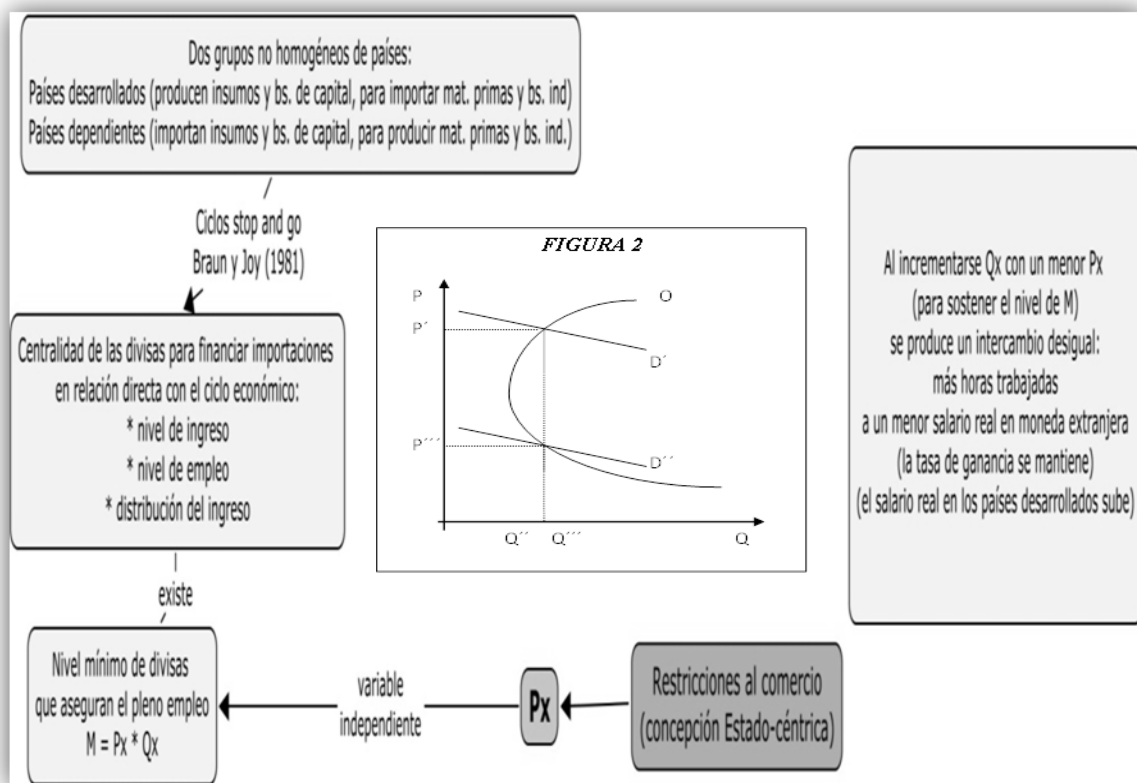 Dos grupos no homogéneos de países:
Países desarrollados (producen insumos y bs. de capital, para importar mat. primas y bs. ind)
Países dependientes (importan insumos y bs. de capital, para producir mat. primas y bs. ind.)
Ciclos stop and go
Braun y Joy (1981)
Centralidad de las divisas para financiar importaciones
en relación directa con el ciclo económico:
* nivel de ingreso
* nivel de empleo
* distribución del ingreso
existe
Nivel mínimo de divisas
que aseguran el pleno empleo
M = Px * Qx
variable
independiente
Px
Restricciones al comercio
(concepción Estado-céntrica)
FIGURA 2
P
O
P´
D´
P´´´
D´´
Q´´
Q´´´
Q
Al incrementarse Qx con un menor Px
(para sostener el nivel de M)
se produce un intercambio desigual:
más horas trabajadas
a un menor salario real en moneda extranjera
(la tasa de ganancia se mantiene)
(el salario real en los países desarrollados sube)